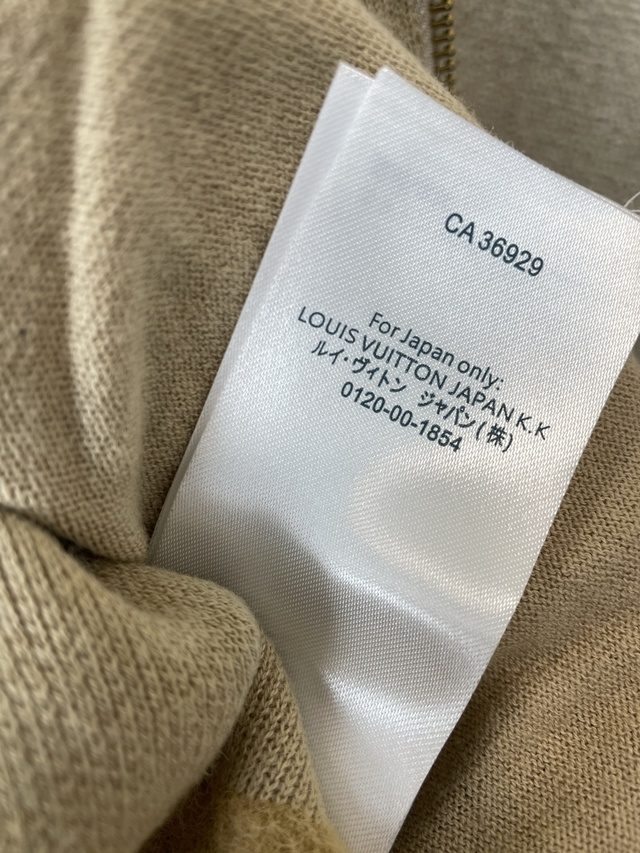 CA 36929
For Japan only:
LOUIS VUITTON JAPAN K.K
ルイ・ヴィトン ジャパン(株)
0120-00-1854